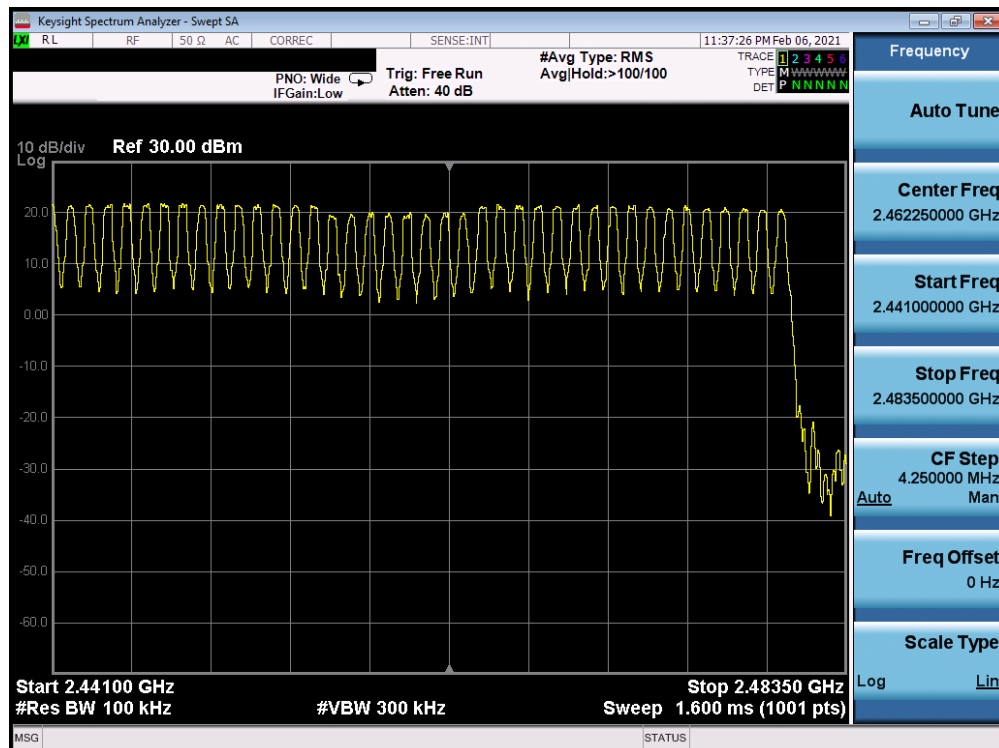 Keysight Spectrum Analyzer - Swept SA
LXI RL RF 50 Ω AC CORREC SENSE:INT 11:37:26 PM Feb 06, 2021
PNO: Wide
IFGain:Low
Trig: Free Run
Atten: 40 dB
#Avg Type: RMS
Avg|Hold:>100/100
TRACE 1 2 3 4 5 6
TYPE M WWWWW
DET P N N N N N
10 dB/div
Log
Ref 30.00 dBm
20.0
10.0
0.00
-10.0
-20.0
-30.0
-40.0
-50.0
-60.0
Start 2.44100 GHz
#Res BW 100 kHz
#VBW 300 kHz
Stop 2.48350 GHz
Sweep 1.600 ms (1001 pts)
MSG
STATUS
Frequency
Auto Tune
Center Freq
2.462250000 GHz
Start Freq
2.441000000 GHz
Stop Freq
2.483500000 GHz
CF Step
4.250000 MHz
Auto Man
Freq Offset
0 Hz
Scale Type
Log Lin